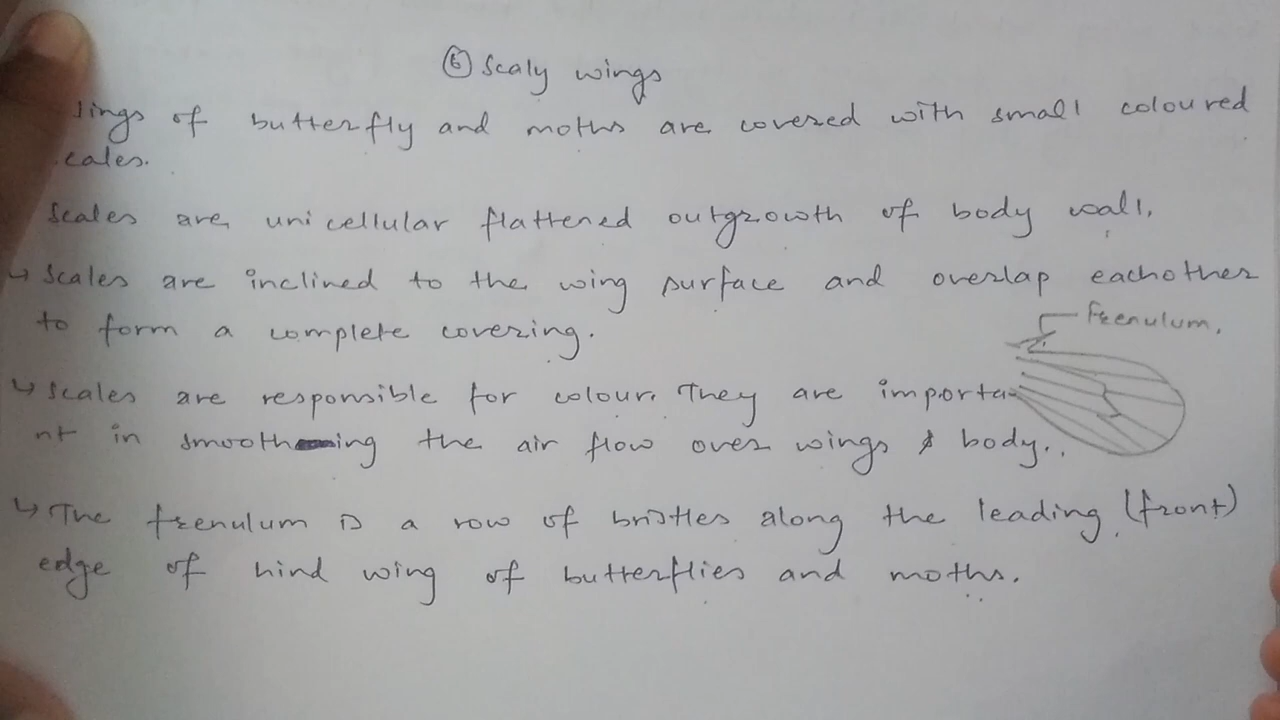 ⑥ Scaly wings
ings of butterfly and moths are covered with small coloured
cales.
Scales are unicellular flattened outgrowth of body wall.
↳ Scales are inclined to the wing surface and overlap eachother
to form a complete covering.
Frenulum.
↳ Scales are responsible for colour. They are importa
nt in smoothing the air flow over wings & body..
↳ The frenulum is a row of bristles along the leading (front)
edge of hind wing of butterflies and moths.